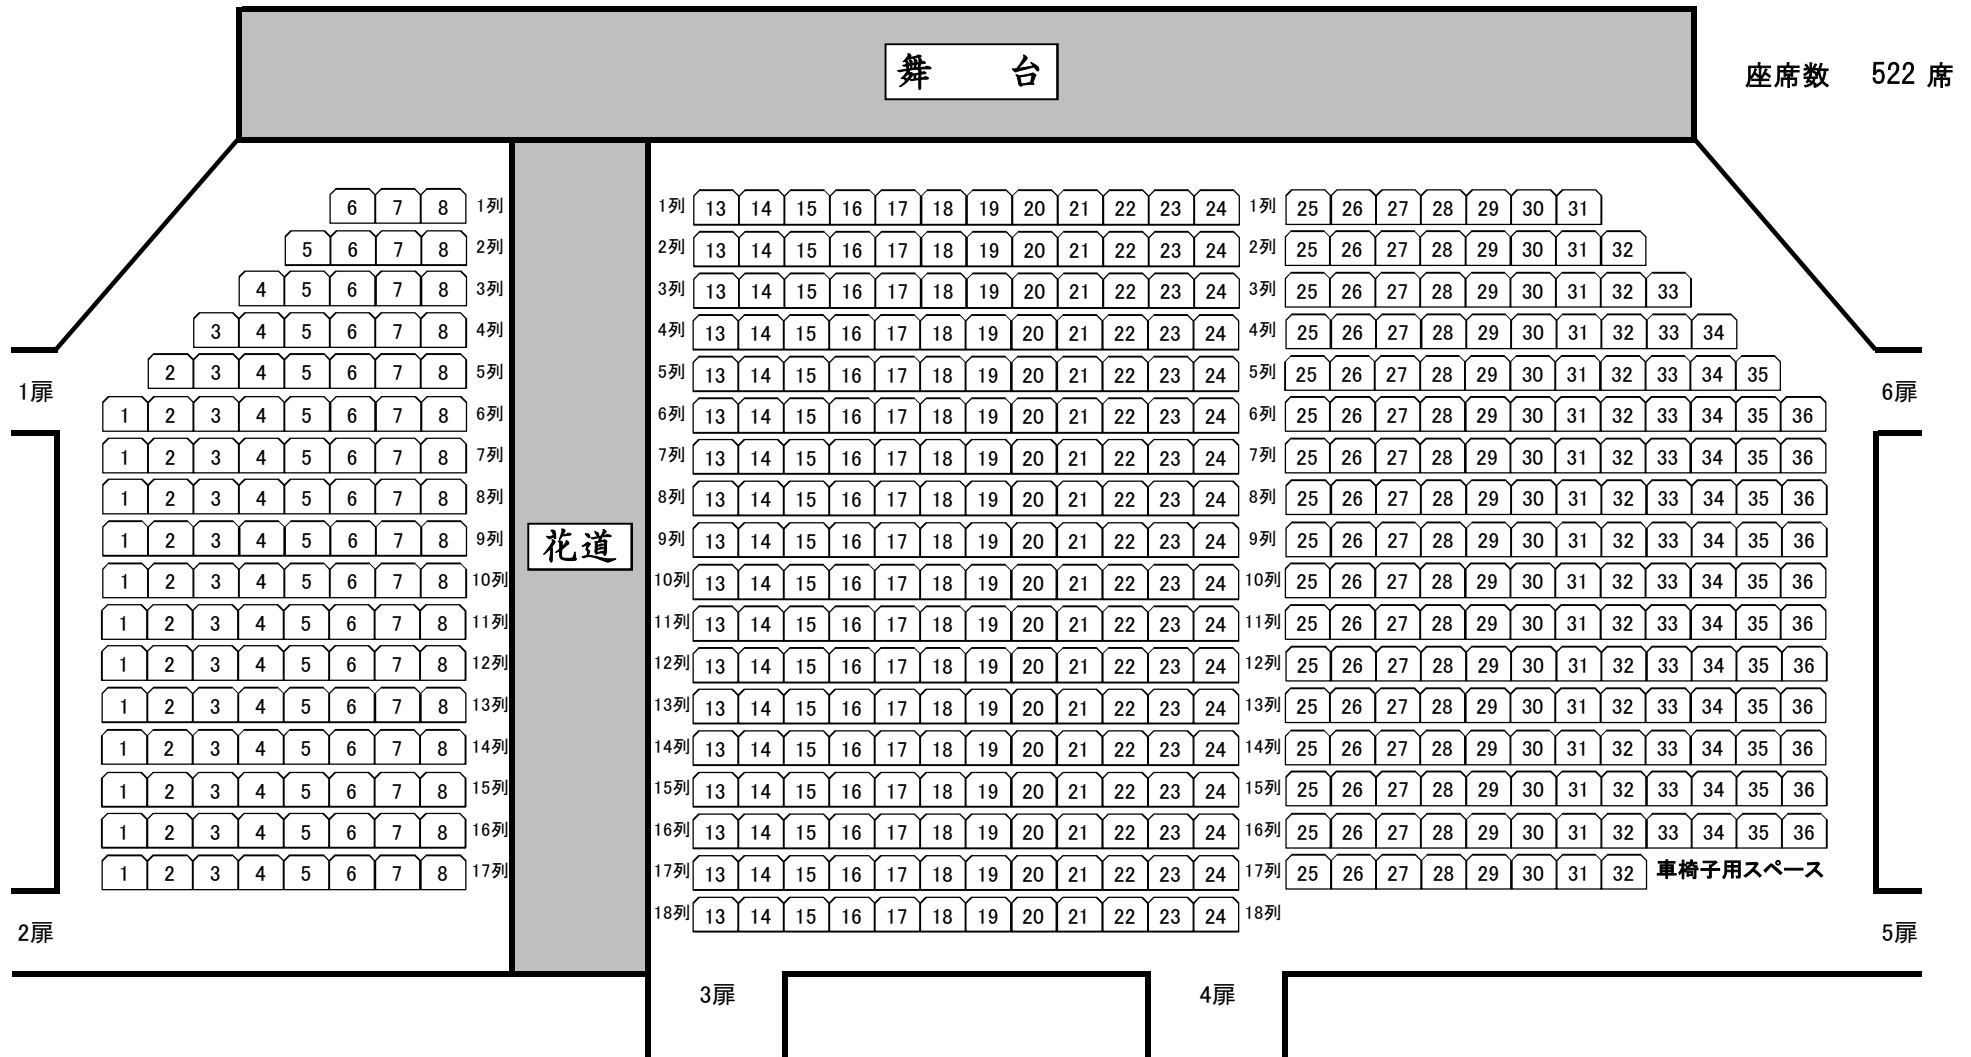 舞 台
座席数 522 席
6 7 8 1列 1列 13 14 15 16 17 18 19 20 21 22 23 24 1列 25 26 27 28 29 30 31
5 6 7 8 2列 2列 13 14 15 16 17 18 19 20 21 22 23 24 2列 25 26 27 28 29 30 31 32
4 5 6 7 8 3列 3列 13 14 15 16 17 18 19 20 21 22 23 24 3列 25 26 27 28 29 30 31 32 33
3 4 5 6 7 8 4列 4列 13 14 15 16 17 18 19 20 21 22 23 24 4列 25 26 27 28 29 30 31 32 33 34
2 3 4 5 6 7 8 5列 5列 13 14 15 16 17 18 19 20 21 22 23 24 5列 25 26 27 28 29 30 31 32 33 34 35
1扉
6扉
1 2 3 4 5 6 7 8 6列 6列 13 14 15 16 17 18 19 20 21 22 23 24 6列 25 26 27 28 29 30 31 32 33 34 35 36
1 2 3 4 5 6 7 8 7列 7列 13 14 15 16 17 18 19 20 21 22 23 24 7列 25 26 27 28 29 30 31 32 33 34 35 36
1 2 3 4 5 6 7 8 8列 8列 13 14 15 16 17 18 19 20 21 22 23 24 8列 25 26 27 28 29 30 31 32 33 34 35 36
1 2 3 4 5 6 7 8 9列 花道 9列 13 14 15 16 17 18 19 20 21 22 23 24 9列 25 26 27 28 29 30 31 32 33 34 35 36
1 2 3 4 5 6 7 8 10列 10列 13 14 15 16 17 18 19 20 21 22 23 24 10列 25 26 27 28 29 30 31 32 33 34 35 36
1 2 3 4 5 6 7 8 11列 11列 13 14 15 16 17 18 19 20 21 22 23 24 11列 25 26 27 28 29 30 31 32 33 34 35 36
1 2 3 4 5 6 7 8 12列 12列 13 14 15 16 17 18 19 20 21 22 23 24 12列 25 26 27 28 29 30 31 32 33 34 35 36
1 2 3 4 5 6 7 8 13列 13列 13 14 15 16 17 18 19 20 21 22 23 24 13列 25 26 27 28 29 30 31 32 33 34 35 36
1 2 3 4 5 6 7 8 14列 14列 13 14 15 16 17 18 19 20 21 22 23 24 14列 25 26 27 28 29 30 31 32 33 34 35 36
1 2 3 4 5 6 7 8 15列 15列 13 14 15 16 17 18 19 20 21 22 23 24 15列 25 26 27 28 29 30 31 32 33 34 35 36
1 2 3 4 5 6 7 8 16列 16列 13 14 15 16 17 18 19 20 21 22 23 24 16列 25 26 27 28 29 30 31 32 33 34 35 36
1 2 3 4 5 6 7 8 17列 17列 13 14 15 16 17 18 19 20 21 22 23 24 17列 25 26 27 28 29 30 31 32 車椅子用スペース
18列 13 14 15 16 17 18 19 20 21 22 23 24 18列
2扉
5扉
3扉
4扉